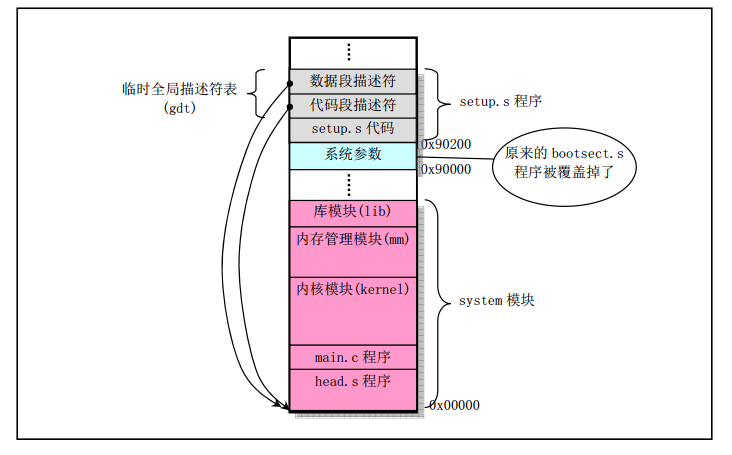 临时全局描述符表
(gdt)
数据段描述符
代码段描述符
setup.s 代码
系统参数
setup.s 程序
0x90200
0x90000
原来的 bootsect.s
程序被覆盖掉了
库模块(lib)
内存管理模块(mm)
内核模块(kernel)
main.c 程序
head.s 程序
system 模块
0x00000